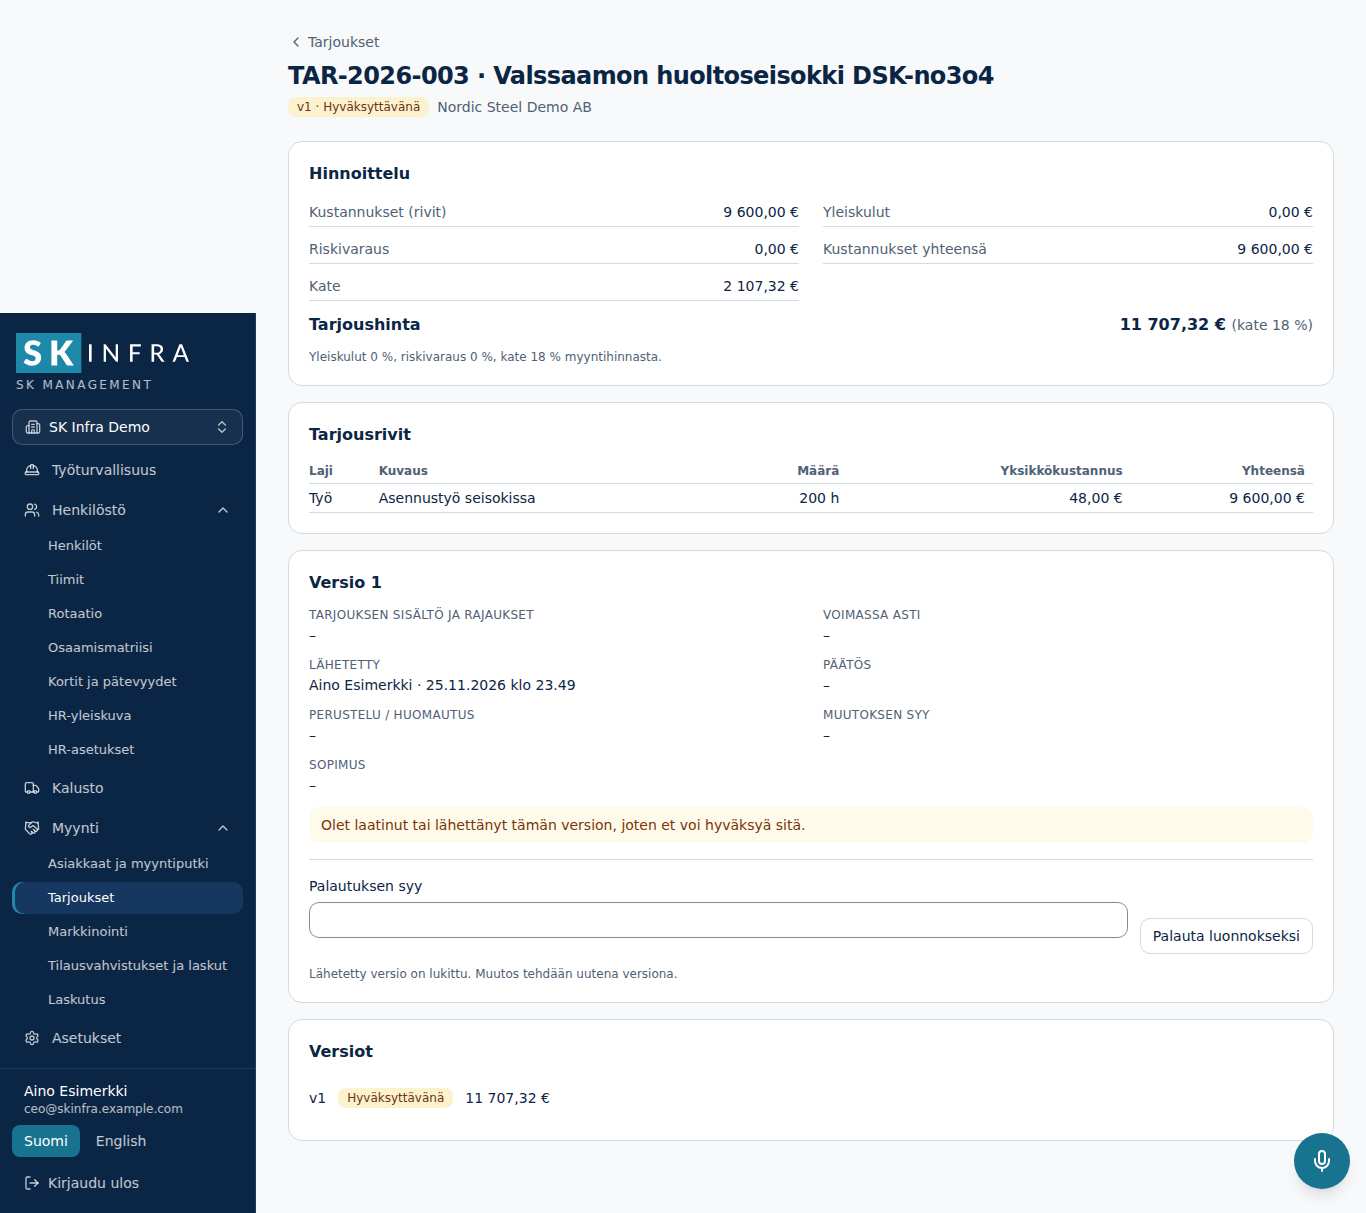 SK INFRA
SK MANAGEMENT
SK Infra Demo
Työturvallisuus
Henkilöstö
Henkilöt
Tiimit
Rotaatio
Osaamismatriisi
Kortit ja pätevyydet
HR-yleiskuva
HR-asetukset
Kalusto
Myynti
Asiakkaat ja myyntiputki
Tarjoukset
Markkinointi
Tilausvahvistukset ja laskut
Laskutus
Asetukset
Aino Esimerkki
ceo@skinfra.example.com
Suomi English
Kirjaudu ulos
Tarjoukset
TAR-2026-003 · Valssaamon huoltoseisokki DSK-no3o4
v1 · Hyväksyttävänä Nordic Steel Demo AB
Hinnoittelu
Kustannukset (rivit) 9 600,00 € Yleiskulut 0,00 €
Riskivaraus 0,00 € Kustannukset yhteensä 9 600,00 €
Kate 2 107,32 €
Tarjoushinta 11 707,32 € (kate 18 %)
Yleiskulut 0 %, riskivaraus 0 %, kate 18 % myyntihinnasta.
Tarjousrivit
Laji Kuvaus Määrä Yksikkökustannus Yhteensä
Työ Asennustyö seisokissa 200 h 48,00 € 9 600,00 €
Versio 1
TARJOUKSEN SISÄLTÖ JA RAJAUKSET VOIMASSA ASTI
– –
LÄHETETTY PÄÄTÖS
Aino Esimerkki · 25.11.2026 klo 23.49 –
PERUSTELU / HUOMAUTUS MUUTOKSEN SYY
– –
SOPIMUS
–
Olet laatinut tai lähettänyt tämän version, joten et voi hyväksyä sitä.
Palautuksen syy
Palauta luonnokseksi
Lähetetty versio on lukittu. Muutos tehdään uutena versiona.
Versiot
v1 Hyväksyttävänä 11 707,32 €